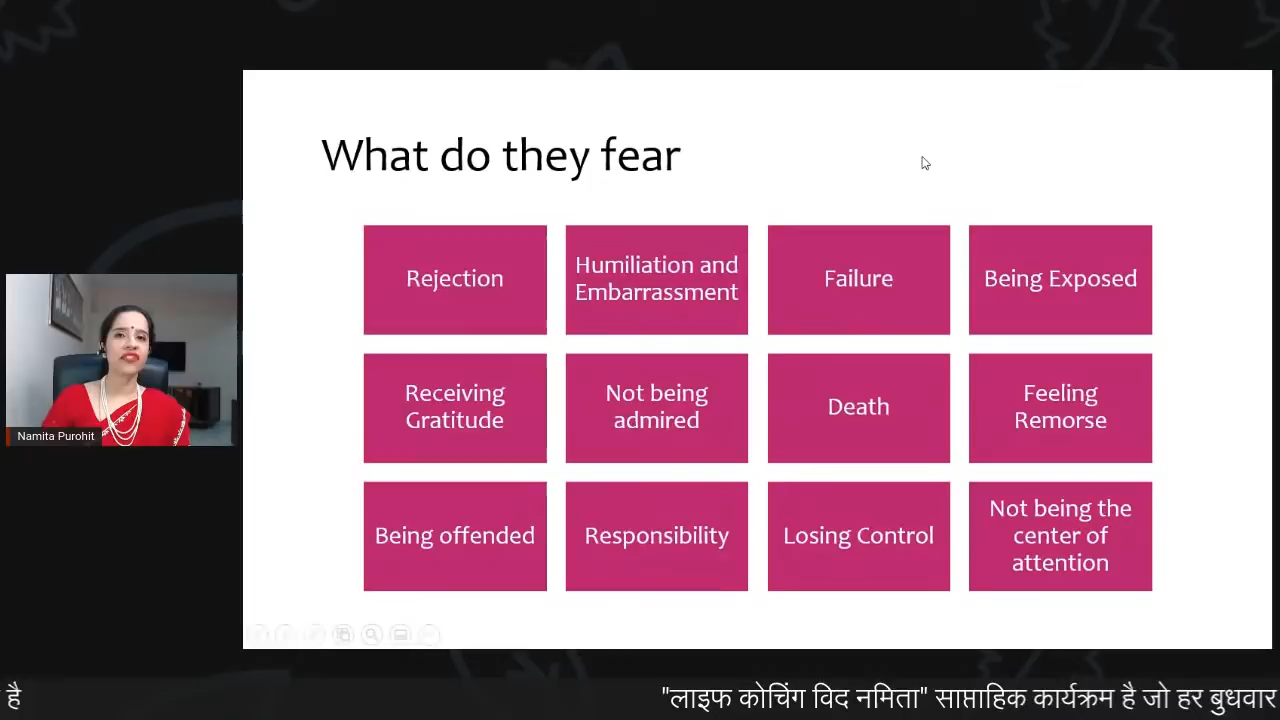 What do they fear
Rejection
Humiliation and
Embarrassment
Failure
Being Exposed
Receiving
Gratitude
Not being
admired
Death
Feeling
Remorse
Being offended
Responsibility
Losing Control
Not being the
center of
attention
Namita Purohit
है
"लाइफ कोचिंग विद नमिता" साप्ताहिक कार्यक्रम है जो हर बुधवार